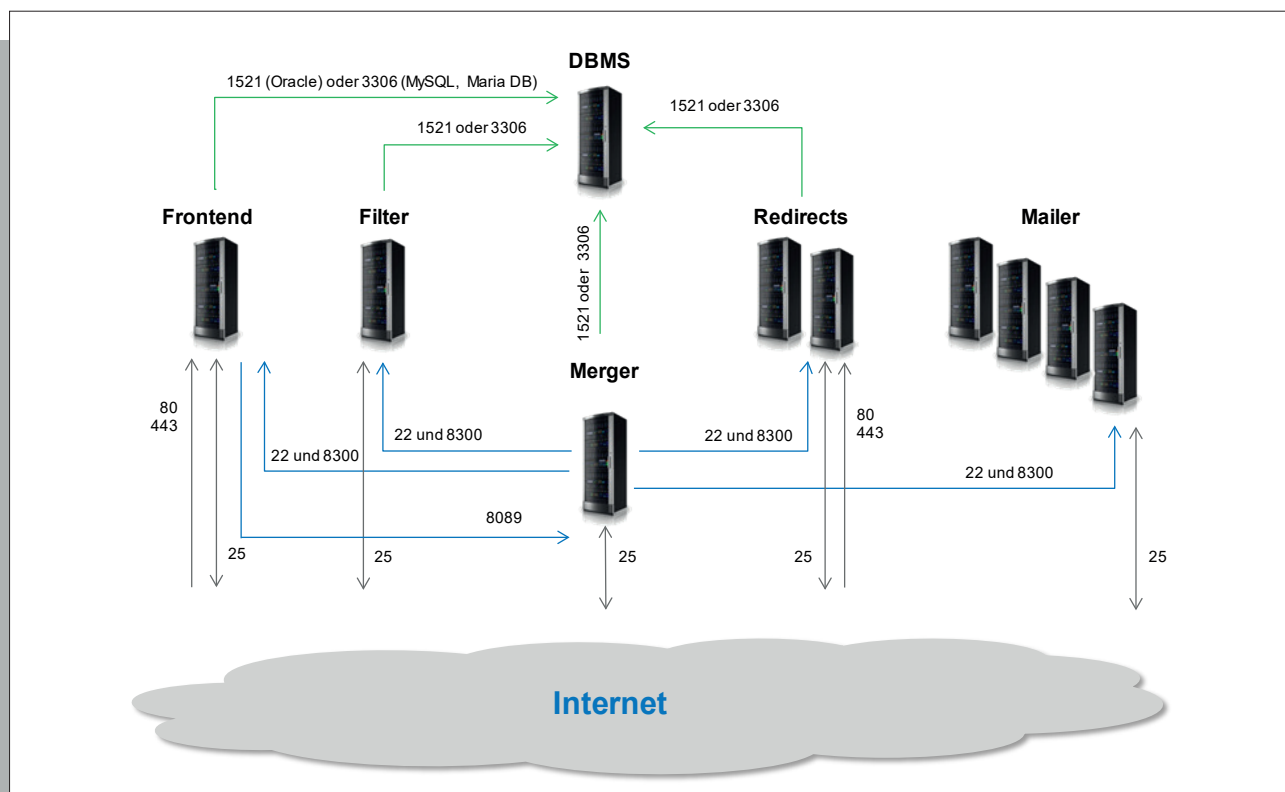 DBMS
1521 (Oracle) oder 3306 (MySQL, Maria DB)
1521 oder 3306
1521 oder 3306
Frontend
Filter
Redirects
Mailer
1521 oder 3306
Merger
80
443
80
443
22 und 8300
22 und 8300
22 und 8300
22 und 8300
8089
25
25
25
25
25
Internet